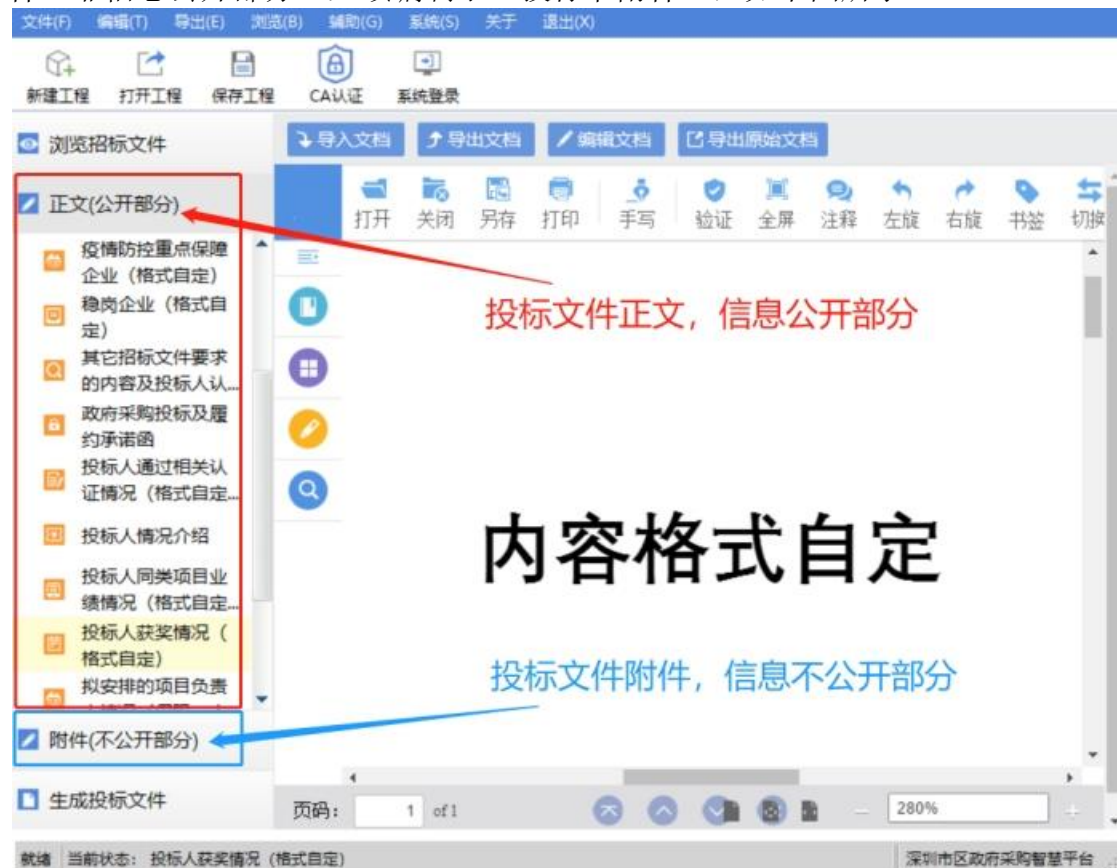 文件(F) 编辑(T) 导出(E) 浏览(B) 辅助(G) 系统(S) 关于 退出(X)
新建工程 打开工程 保存工程 CA认证 系统登录
浏览招标文件
导入文档 导出文档 编辑文档 导出原始文档
正文(公开部分)
打开 关闭 另存 打印 手写 验证 全屏 注释 左旋 右旋 书签 切换
疫情防控重点保障
企业（格式自定）
稳岗企业（格式自
定）
其它招标文件要求
的内容及投标人认...
政府采购投标及履
约承诺函
投标人通过相关认
证情况（格式自定...
投标人情况介绍
投标人同类项目业
绩情况（格式自定...
投标人获奖情况（
格式自定）
拟安排的项目负责
投标文件正文，信息公开部分
内容格式自定
投标文件附件，信息不公开部分
附件(不公开部分)
生成投标文件
页码： 1 of 1 280%
就绪 当前状态：投标人获奖情况（格式自定） 深圳市区政府采购智慧平台